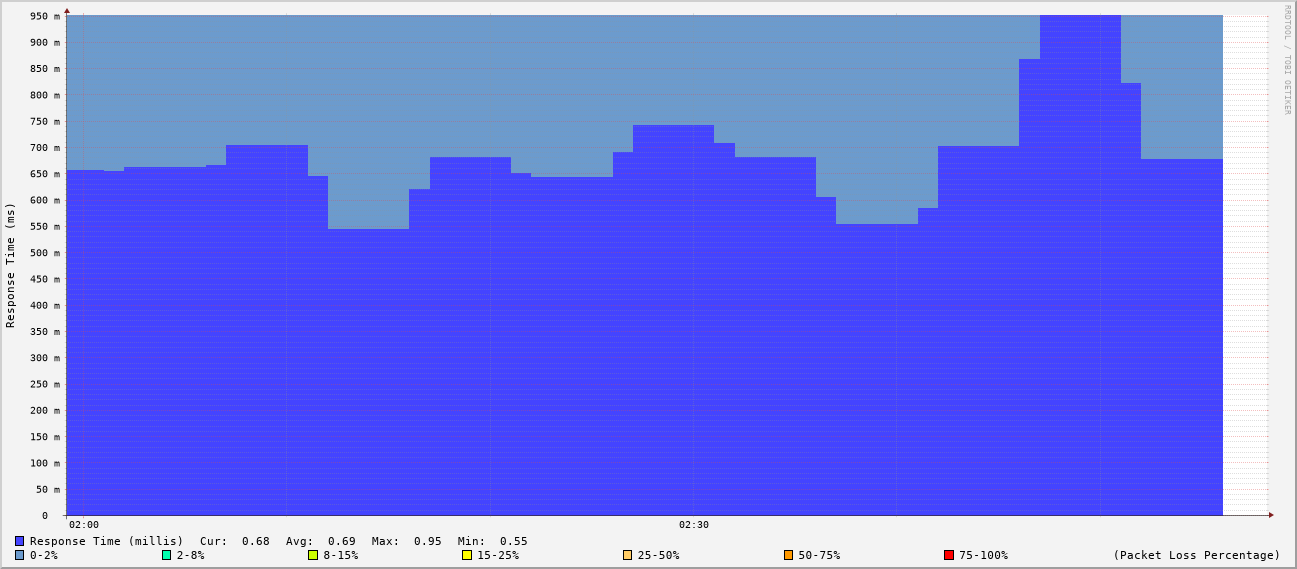 RRDTOOL / TOBI OETIKER
Response Time (ms)
950 m
900 m
850 m
800 m
750 m
700 m
650 m
600 m
550 m
500 m
450 m
400 m
350 m
300 m
250 m
200 m
150 m
100 m
50 m
0
02:00 02:30
Response Time (millis) Cur: 0.68 Avg: 0.69 Max: 0.95 Min: 0.55
0-2% 2-8% 8-15% 15-25% 25-50% 50-75% 75-100% (Packet Loss Percentage)